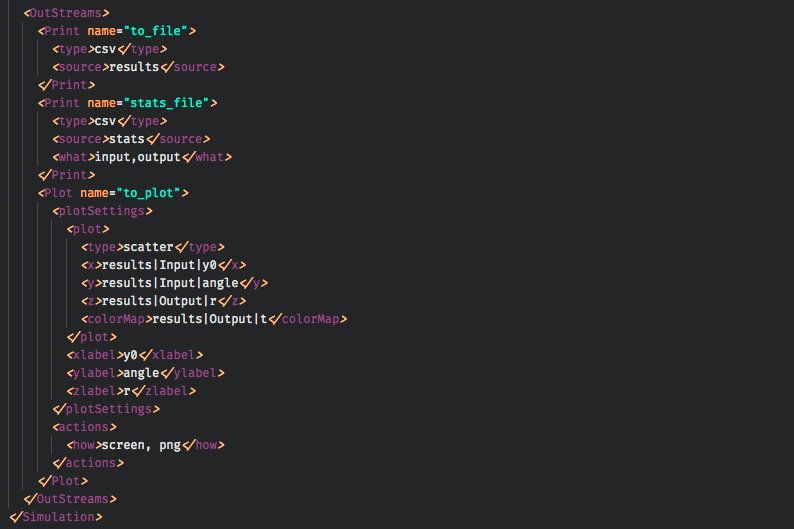 <OutStreams>
<Print name="to_file">
<type>csv</type>
<source>results</source>
</Print>
<Print name="stats_file">
<type>csv</type>
<source>stats</source>
<what>input,output</what>
</Print>
<Plot name="to_plot">
<plotSettings>
<plot>
<type>scatter</type>
<x>results|Input|y0</x>
<y>results|Input|angle</y>
<z>results|Output|r</z>
<colorMap>results|Output|t</colorMap>
</plot>
<xlabel>y0</xlabel>
<ylabel>angle</ylabel>
<zlabel>r</zlabel>
</plotSettings>
<actions>
<how>screen, png</how>
</actions>
</Plot>
</OutStreams>
</Simulation>